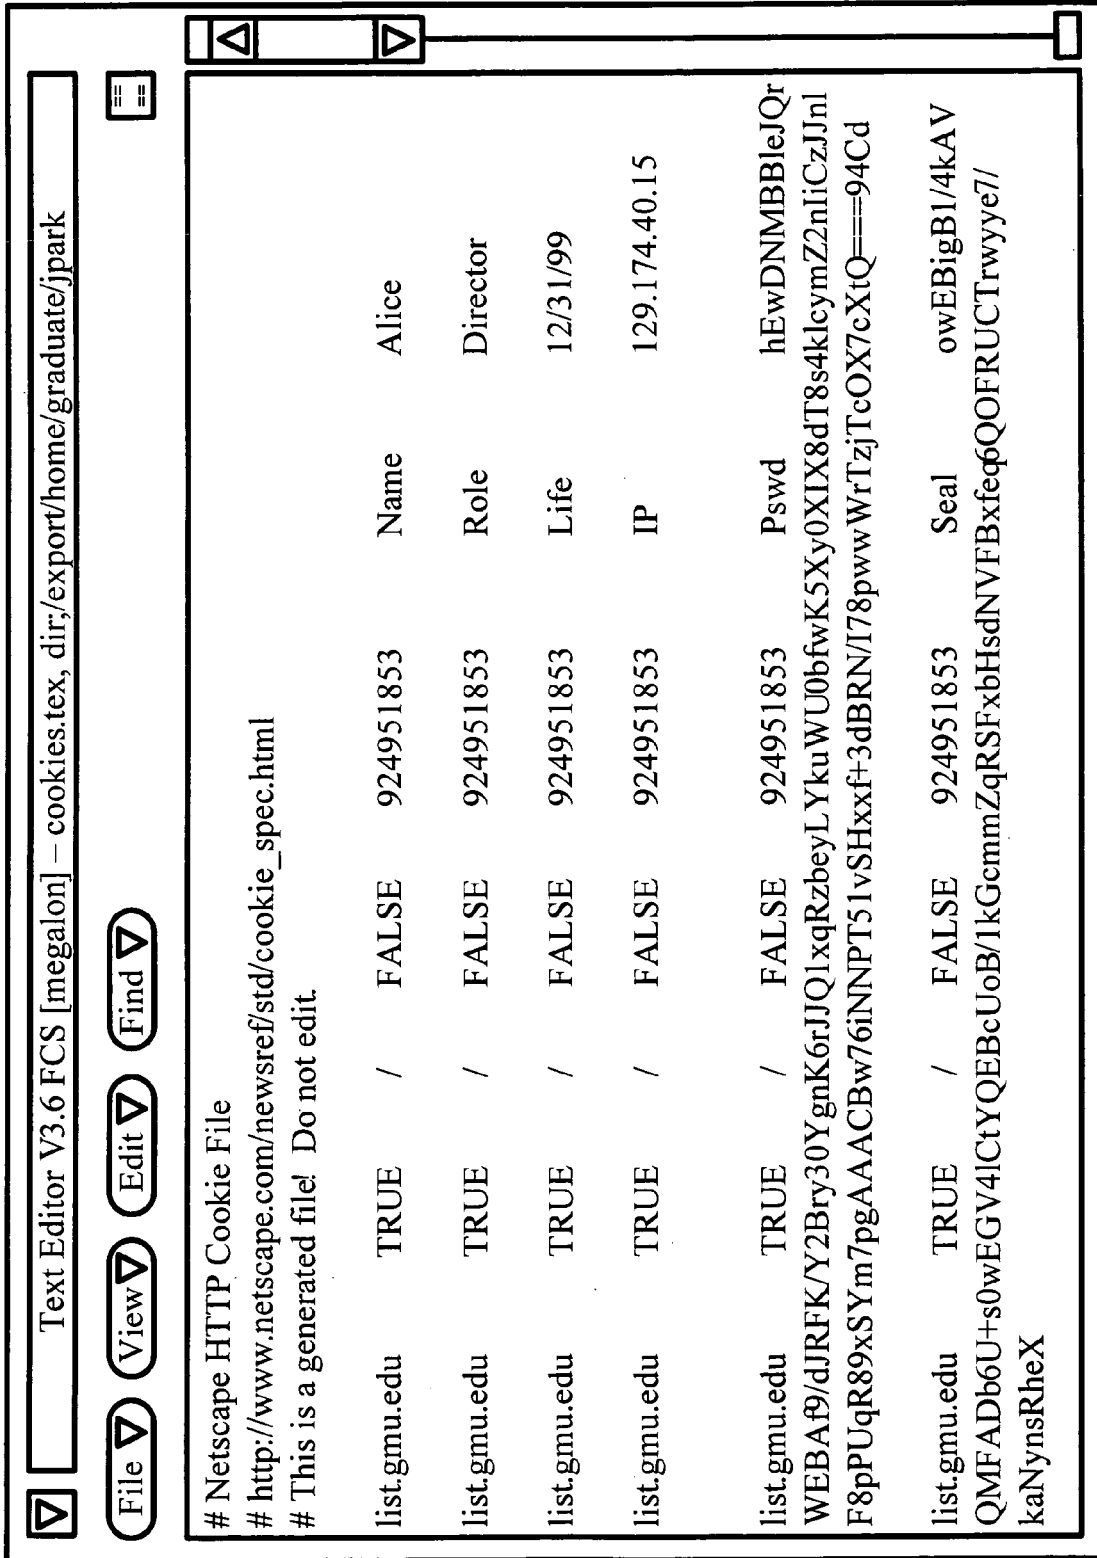 Text Editor V3.6 FCS [megalon] – cookies.tex, dir;/export/home/graduate/jpark
File View Edit Find
# Netscape HTTP Cookie File
# http://www.netscape.com/newsref/std/cookie_spec.html
# This is a generated file! Do not edit.
list.gmu.edu TRUE / FALSE 924951853 Name Alice
list.gmu.edu TRUE / FALSE 924951853 Role Director
list.gmu.edu TRUE / FALSE 924951853 Life 12/31/99
list.gmu.edu TRUE / FALSE 924951853 IP 129.174.40.15
list.gmu.edu TRUE / FALSE 924951853 Pswd hEwDNMBBleJQr
WEBAf9/dJRFK/Y2Bry30YgnK6rJJQ1xqRzbeyLYkuWU0bfwK5Xy0XIX8dT8s4klcymZ2nIiCzJJnl
F8pPUqR89xSYm7pgAAACBw76iNNPT51vSHxxf+3dBRN/I78pwwWrTzjTcOX7cXtQ====94Cd
list.gmu.edu TRUE / FALSE 924951853 Seal owEBigB1/4kAV
QMFADb6U+s0wEGV4lCtYQEBcUoB/1kGcmmZqRSFxbHsdNVFBxfeq6QOFRUCTrwyye7/
kaNynsRheX